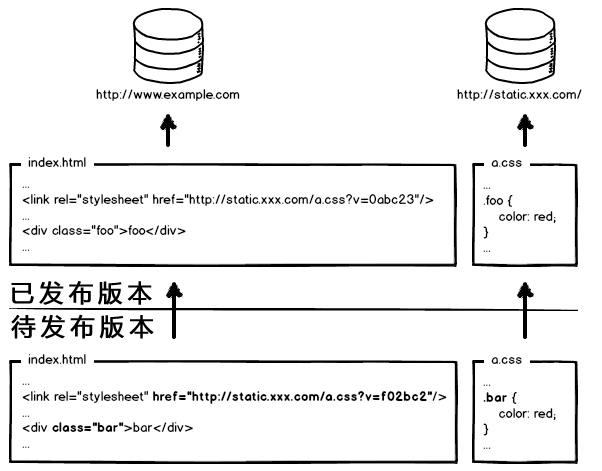 http://www.example.com
http://static.xxx.com/
index.html
...
<link rel="stylesheet" href="http://static.xxx.com/a.css?v=0abc23"/>
...
<div class="foo">foo</div>
...
a.css
...
.foo {
color: red;
}
...
已发布版本
待发布版本
index.html
...
<link rel="stylesheet" href="http://static.xxx.com/a.css?v=f02bc2"/>
...
<div class="bar">bar</div>
...
a.css
...
.bar {
color: red;
}
...